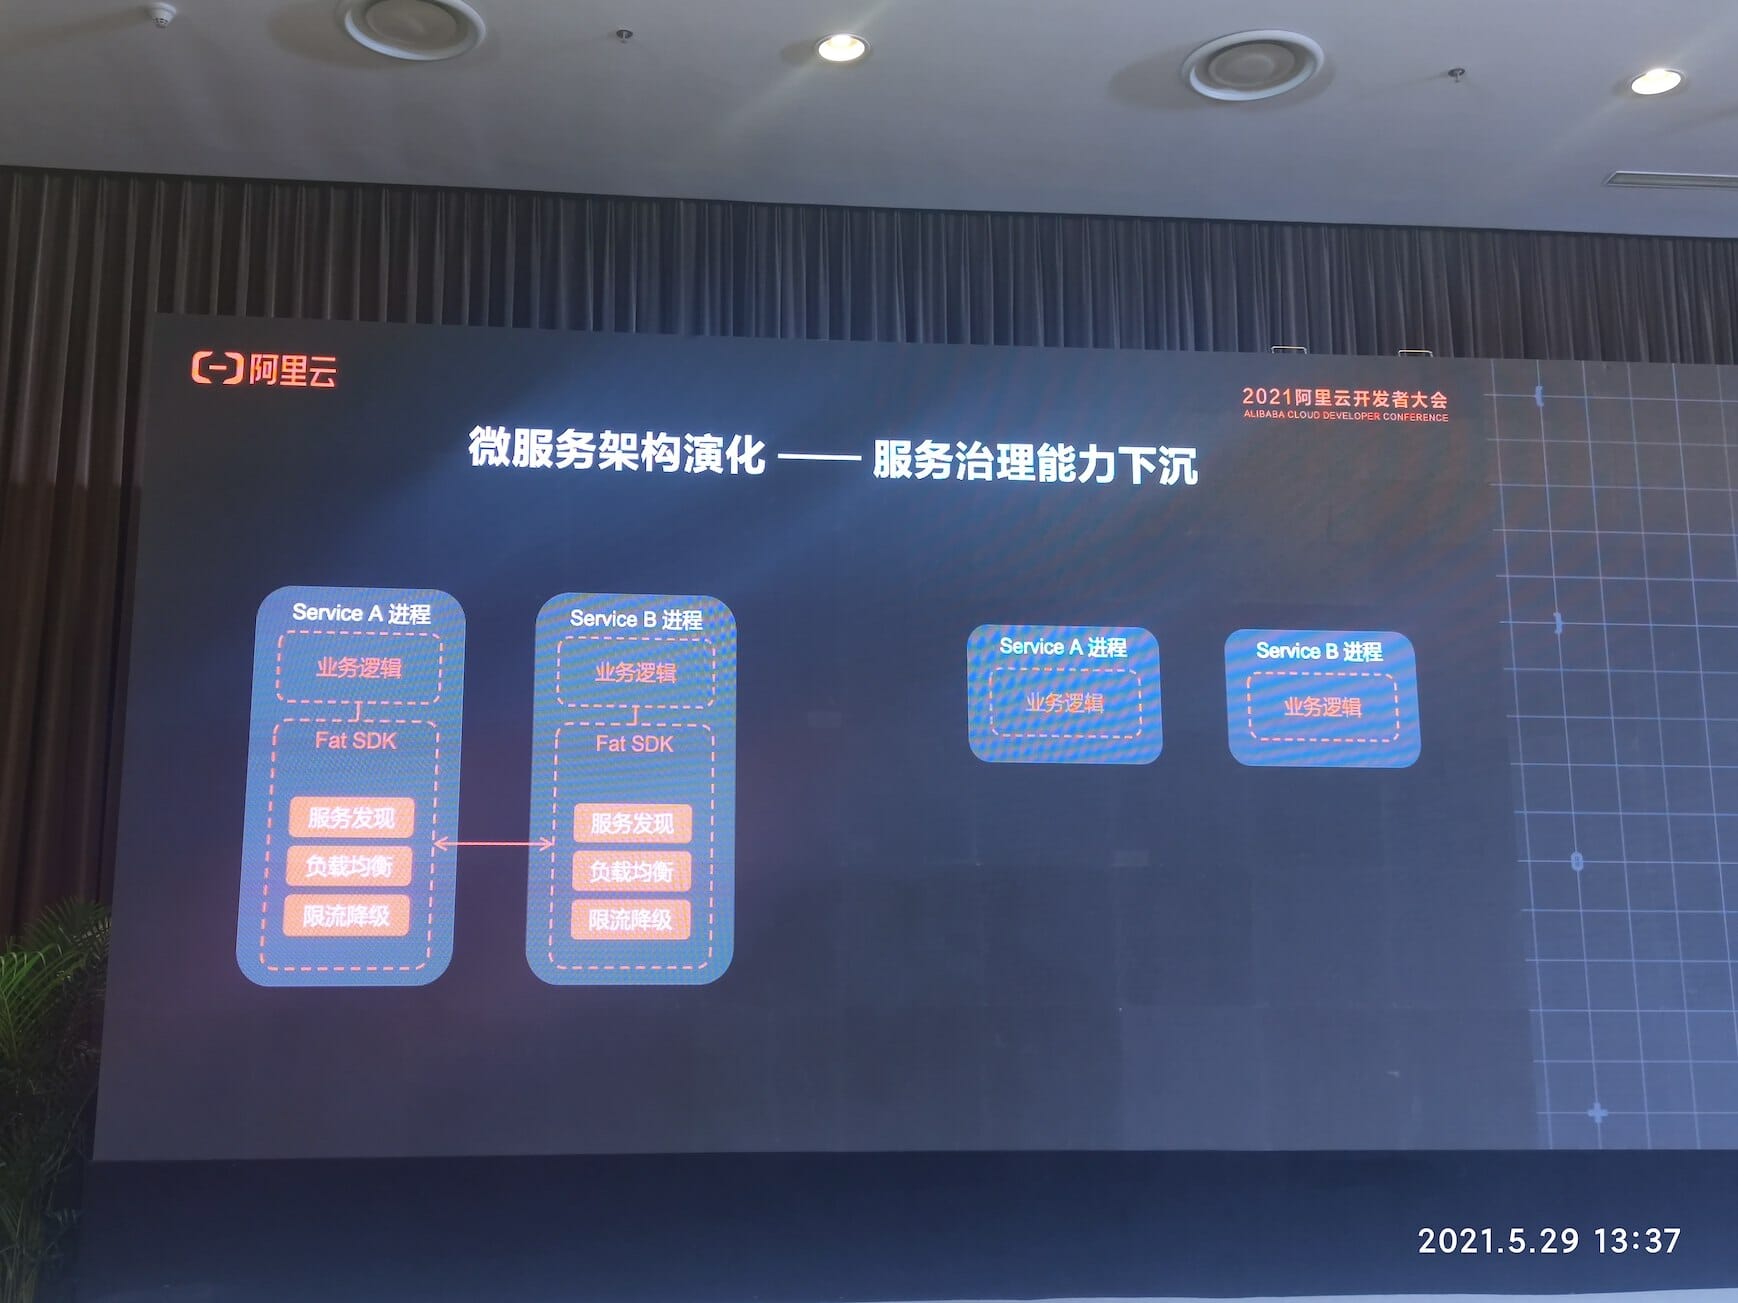 阿里云
2021阿里云开发者大会
ALIBABA CLOUD DEVELOPER CONFERENCE
微服务架构演化 —— 服务治理能力下沉
Service A 进程
业务逻辑
Fat SDK
服务发现
负载均衡
限流降级
Service B 进程
业务逻辑
Fat SDK
服务发现
负载均衡
限流降级
Service A 进程
业务逻辑
Service B 进程
业务逻辑
2021.5.29 13:37